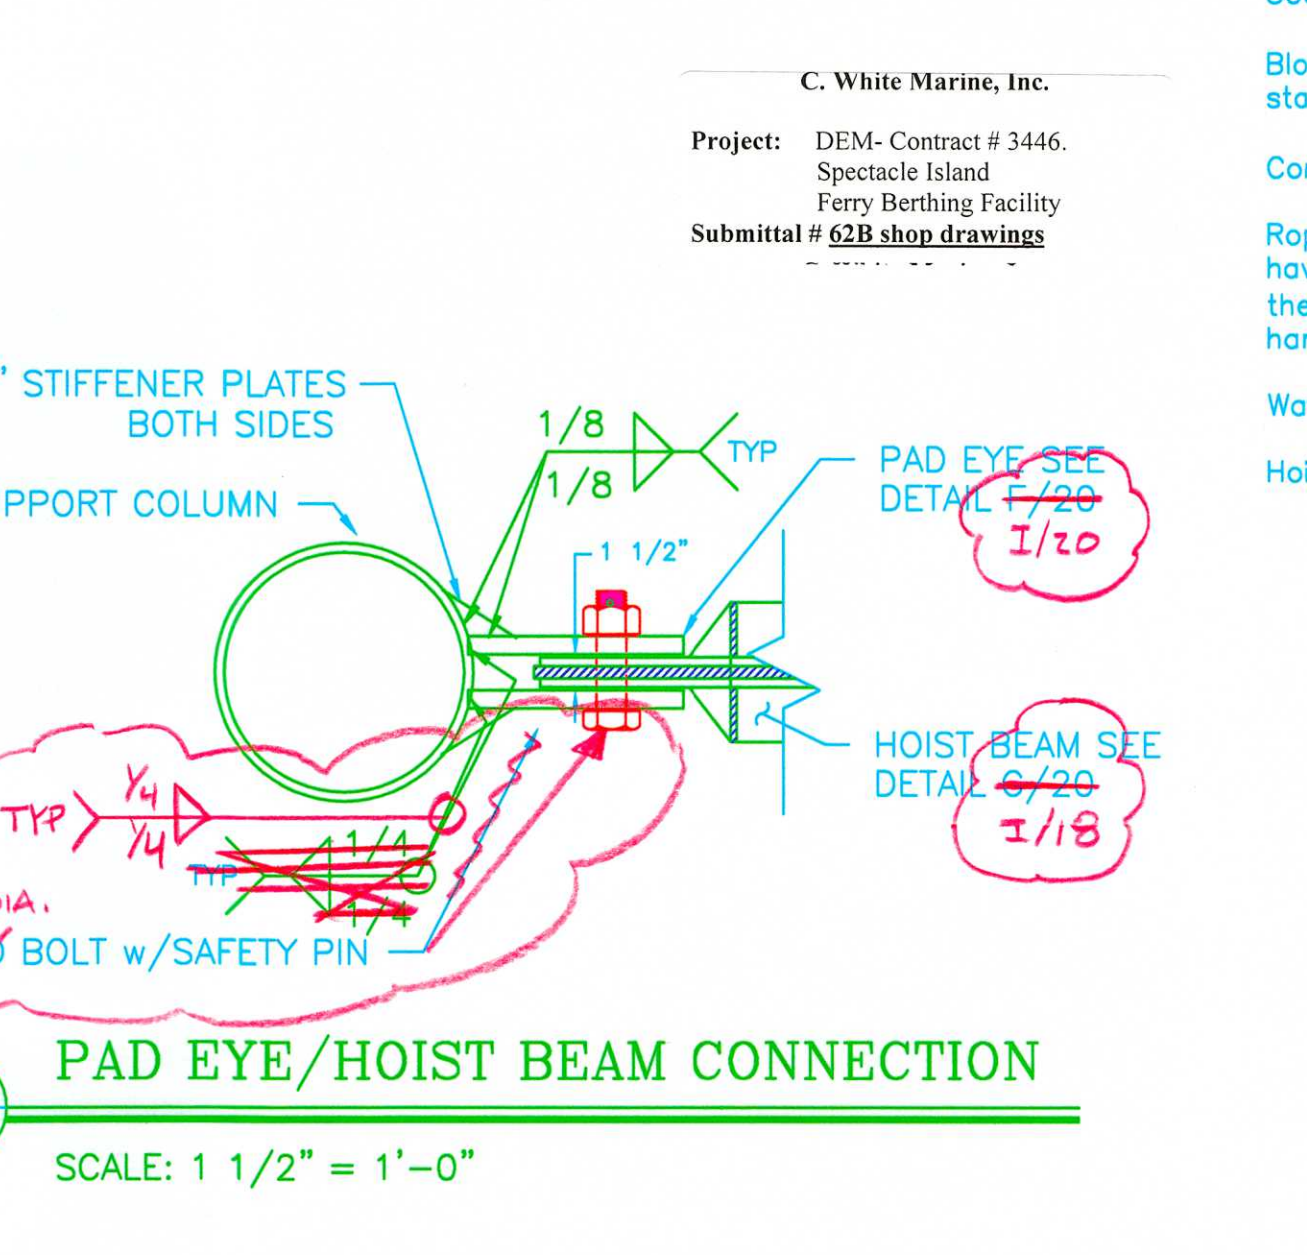 C. White Marine, Inc.
Project: DEM- Contract # 3446.
Spectacle Island
Ferry Berthing Facility
Submittal # 62B shop drawings
STIFFENER PLATES
BOTH SIDES
PPORT COLUMN
1/8
1/8
TYP
PAD EYE SEE
DETAIL F/20
I/20
1 1/2"
HOIST BEAM SEE
DETAIL G/20
I/18
TYP
1/4
1/4
TYP
1/4
1/4
IA.
BOLT w/SAFETY PIN
PAD EYE/HOIST BEAM CONNECTION
SCALE: 1 1/2" = 1'-0"
Blo
sta
Rop
hav
the
har
Wa
Hoi